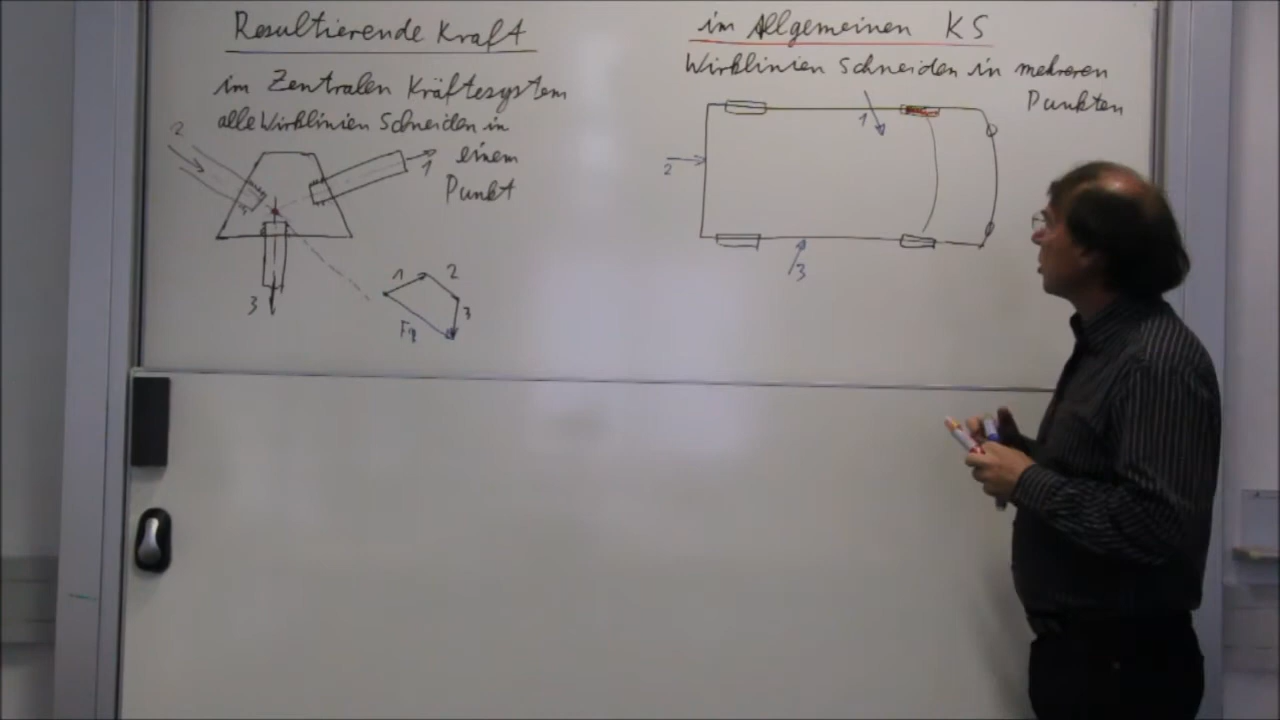 Resultierende Kraft
im Zentralen Kräftesystem
alle Wirklinien Schneiden in
einem
Punkt
2
1
3
1
2
3
im Allgemeinen KS
Wirklinien Schneiden in mehreren
Punkten
1
2
3